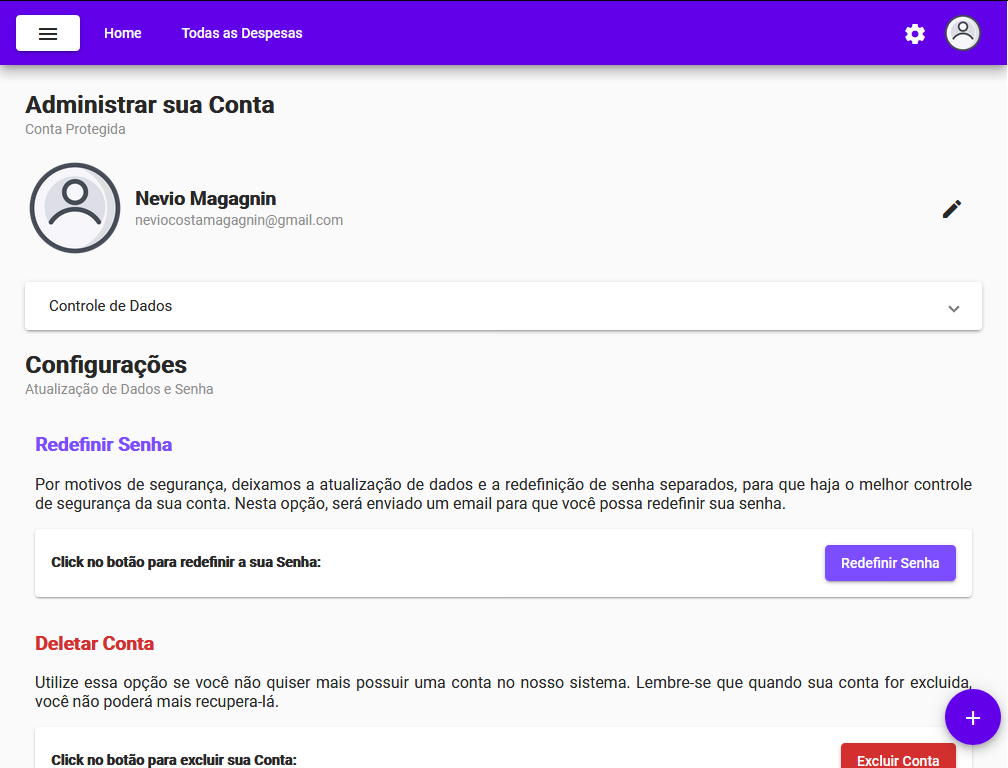 Home
Todas as Despesas
Administrar sua Conta
Conta Protegida
Nevio Magagnin
neviocostamagagnin@gmail.com
Controle de Dados
Configurações
Atualização de Dados e Senha
Redefinir Senha
Por motivos de segurança, deixamos a atualização de dados e a redefinição de senha separados, para que haja o melhor controle
de segurança da sua conta. Nesta opção, será enviado um email para que você possa redefinir sua senha.
Click no botão para redefinir a sua Senha:
Redefinir Senha
Deletar Conta
Utilize essa opção se você não quiser mais possuir uma conta no nosso sistema. Lembre-se que quando sua conta for excluida,
você não poderá mais recupera-lá.
Click no botão para excluir sua Conta:
Excluir Conta